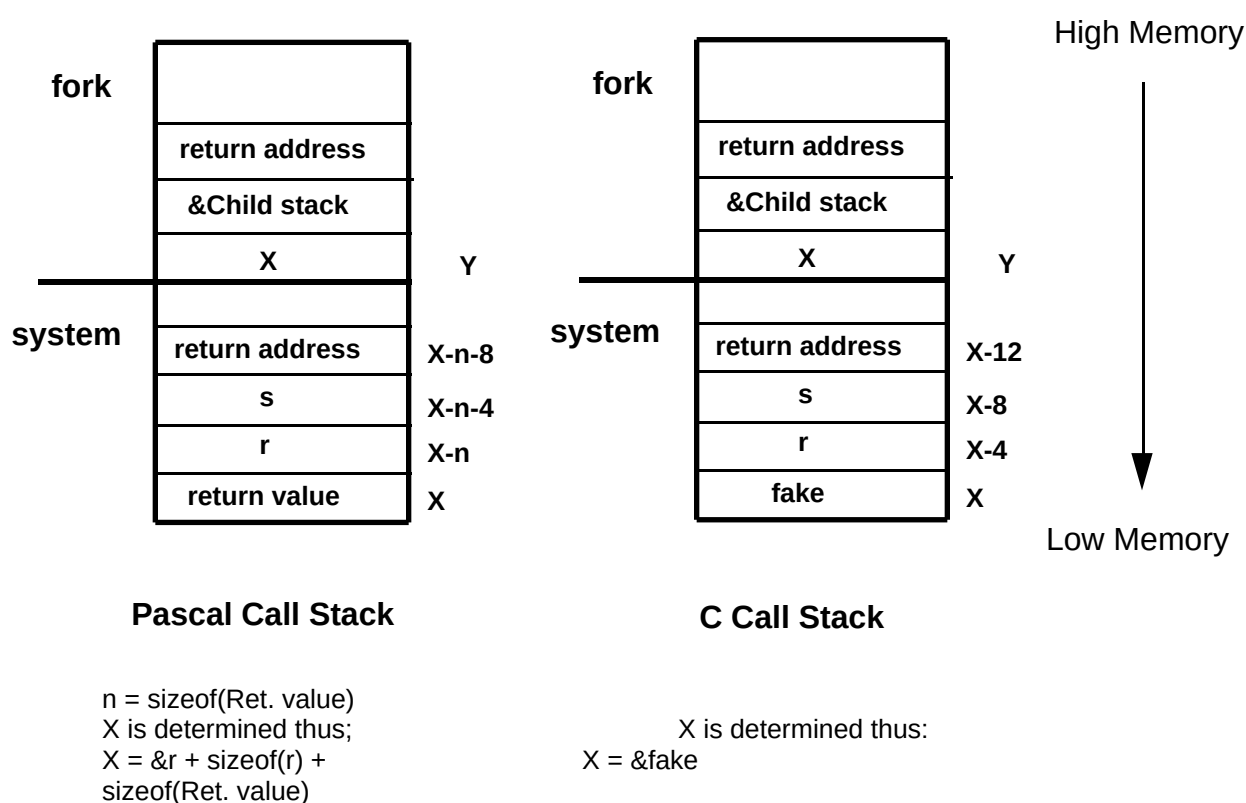 High Memory
fork
return address
&Child stack
X
Y
system
return address
X-n-8
s
X-n-4
r
X-n
return value
X
Pascal Call Stack
n = sizeof(Ret. value)
X is determined thus;
X = &r + sizeof(r) +
sizeof(Ret. value)
fork
return address
&Child stack
X
Y
system
return address
X-12
s
X-8
r
X-4
fake
X
C Call Stack
X is determined thus:
X = &fake
Low Memory